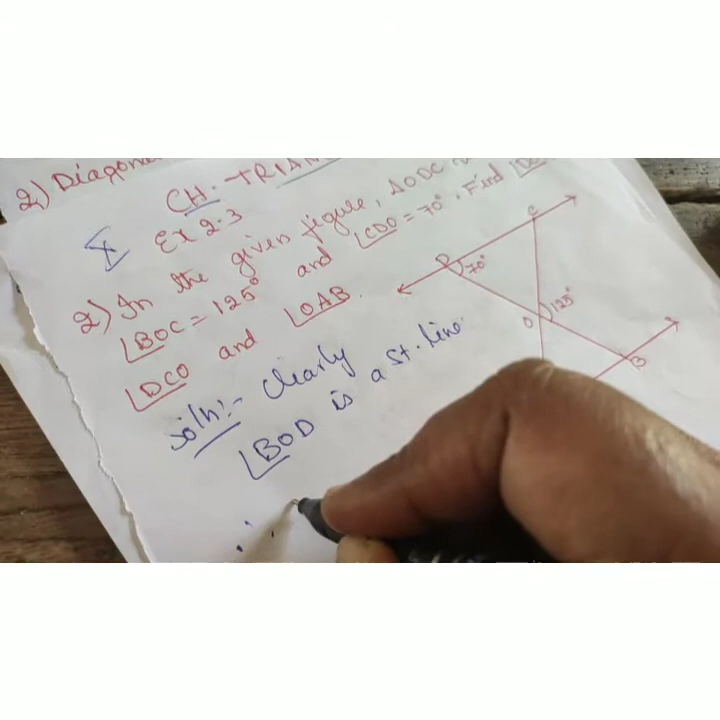 2) Diagona
CH. TRIAN
X Ex 2.3
2) In the given figure, ΔODC
∠BOC = 125° and ∠CDO = 70°. Find
∠DCO and ∠OAB.
Soln:- Clearly
∠BOD is a st. line
∴
C
D
70°
O
125°
B